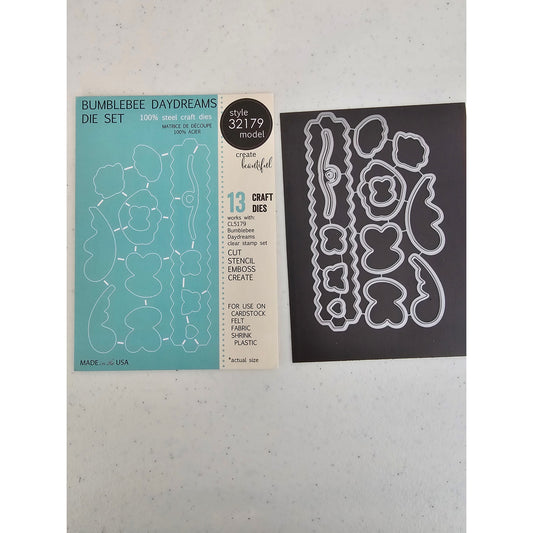 BUMBLEBEE DAYDREAMS
DIE SET
100% steel craft dies
MATRICE DE DÉCOUPE
100% ACIER
style
32179
model
create
beautiful
13 CRAFT
DIES
works with:
CLS179
Bumblebee
Daydreams
clear stamp set
CUT
STENCIL
EMBOSS
CREATE
FOR USE ON
CARDSTOCK
FELT
FABRIC
SHRINK
PLASTIC
*actual size
MADE IN USA